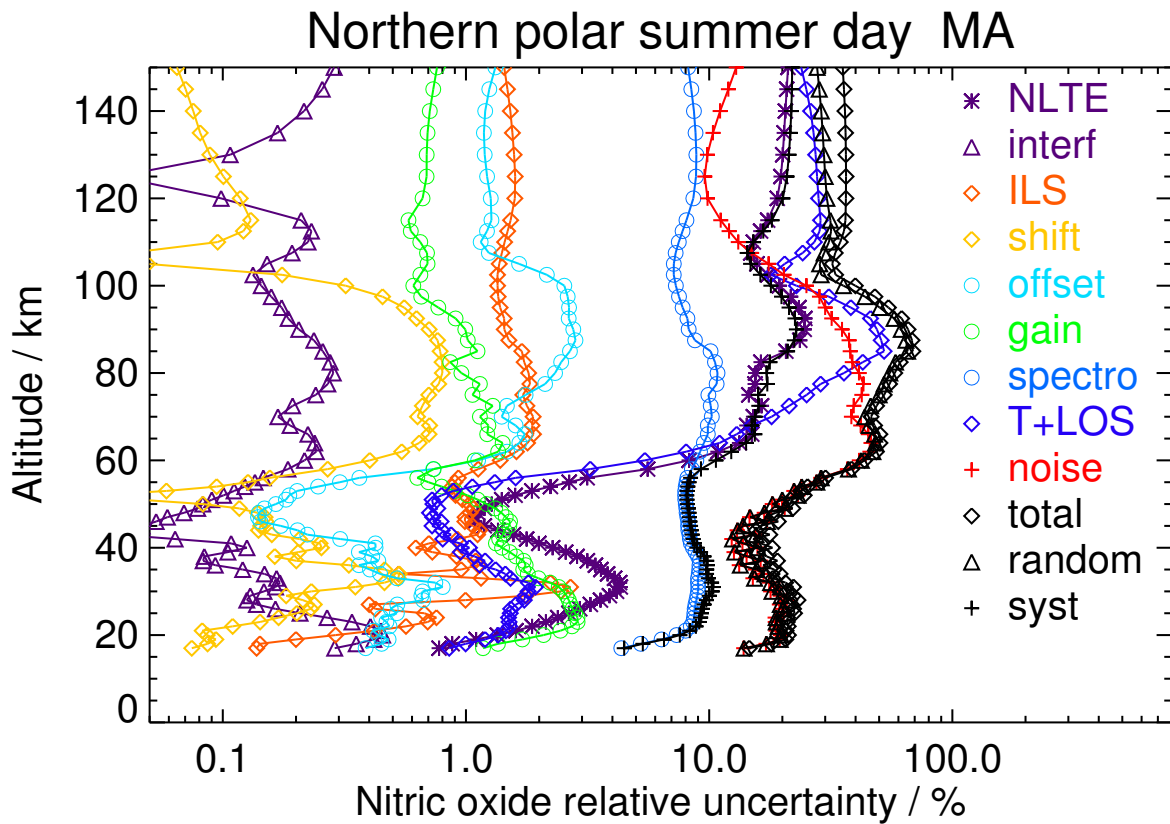 Northern polar summer day MA
Altitude / km
140
120
100
80
60
40
20
0
NLTE
interf
ILS
shift
offset
gain
spectro
T+LOS
noise
total
random
syst
0.1
1.0
10.0
100.0
Nitric oxide relative uncertainty / %